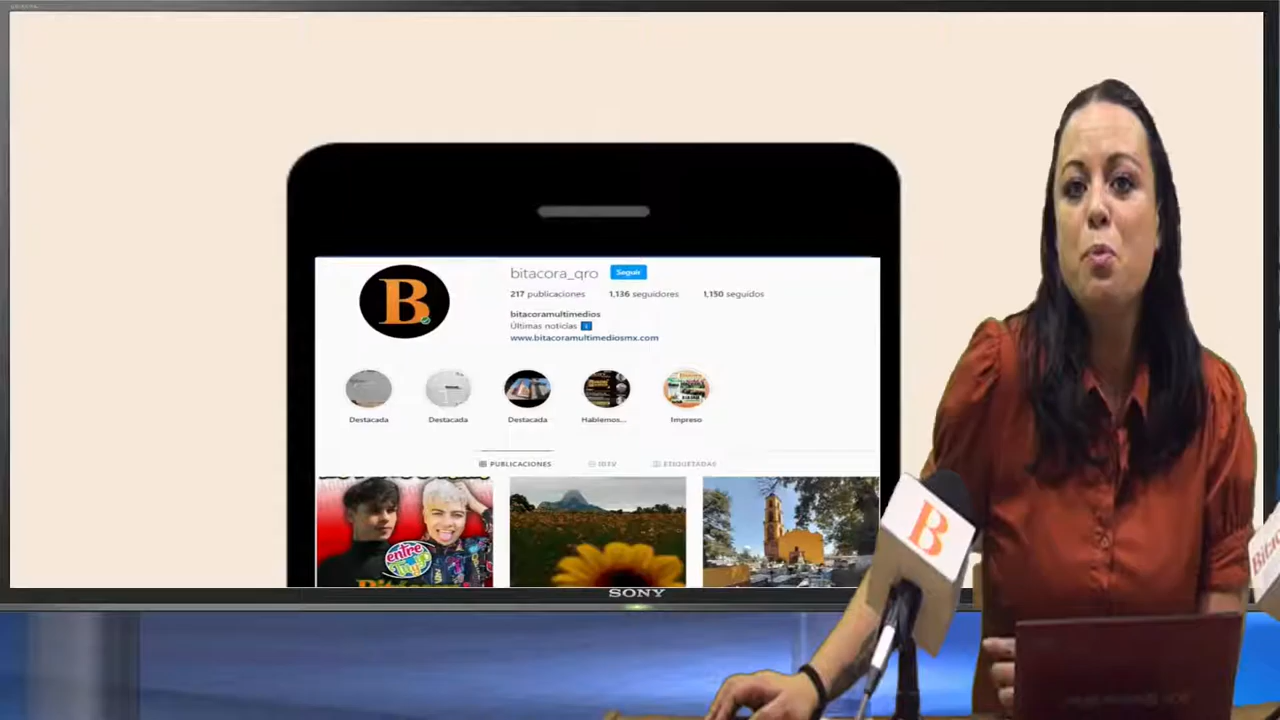 B
bitacora_qro Seguir
217 publicaciones 1,136 seguidores 1,150 seguidos
bitacoramultimedios
Últimas noticias
www.bitacoramultimediosmx.com
Destacada Destacada Destacada Hablemos... Impreso
PUBLICACIONES IGTV ETIQUETADAS
entre
B
SONY